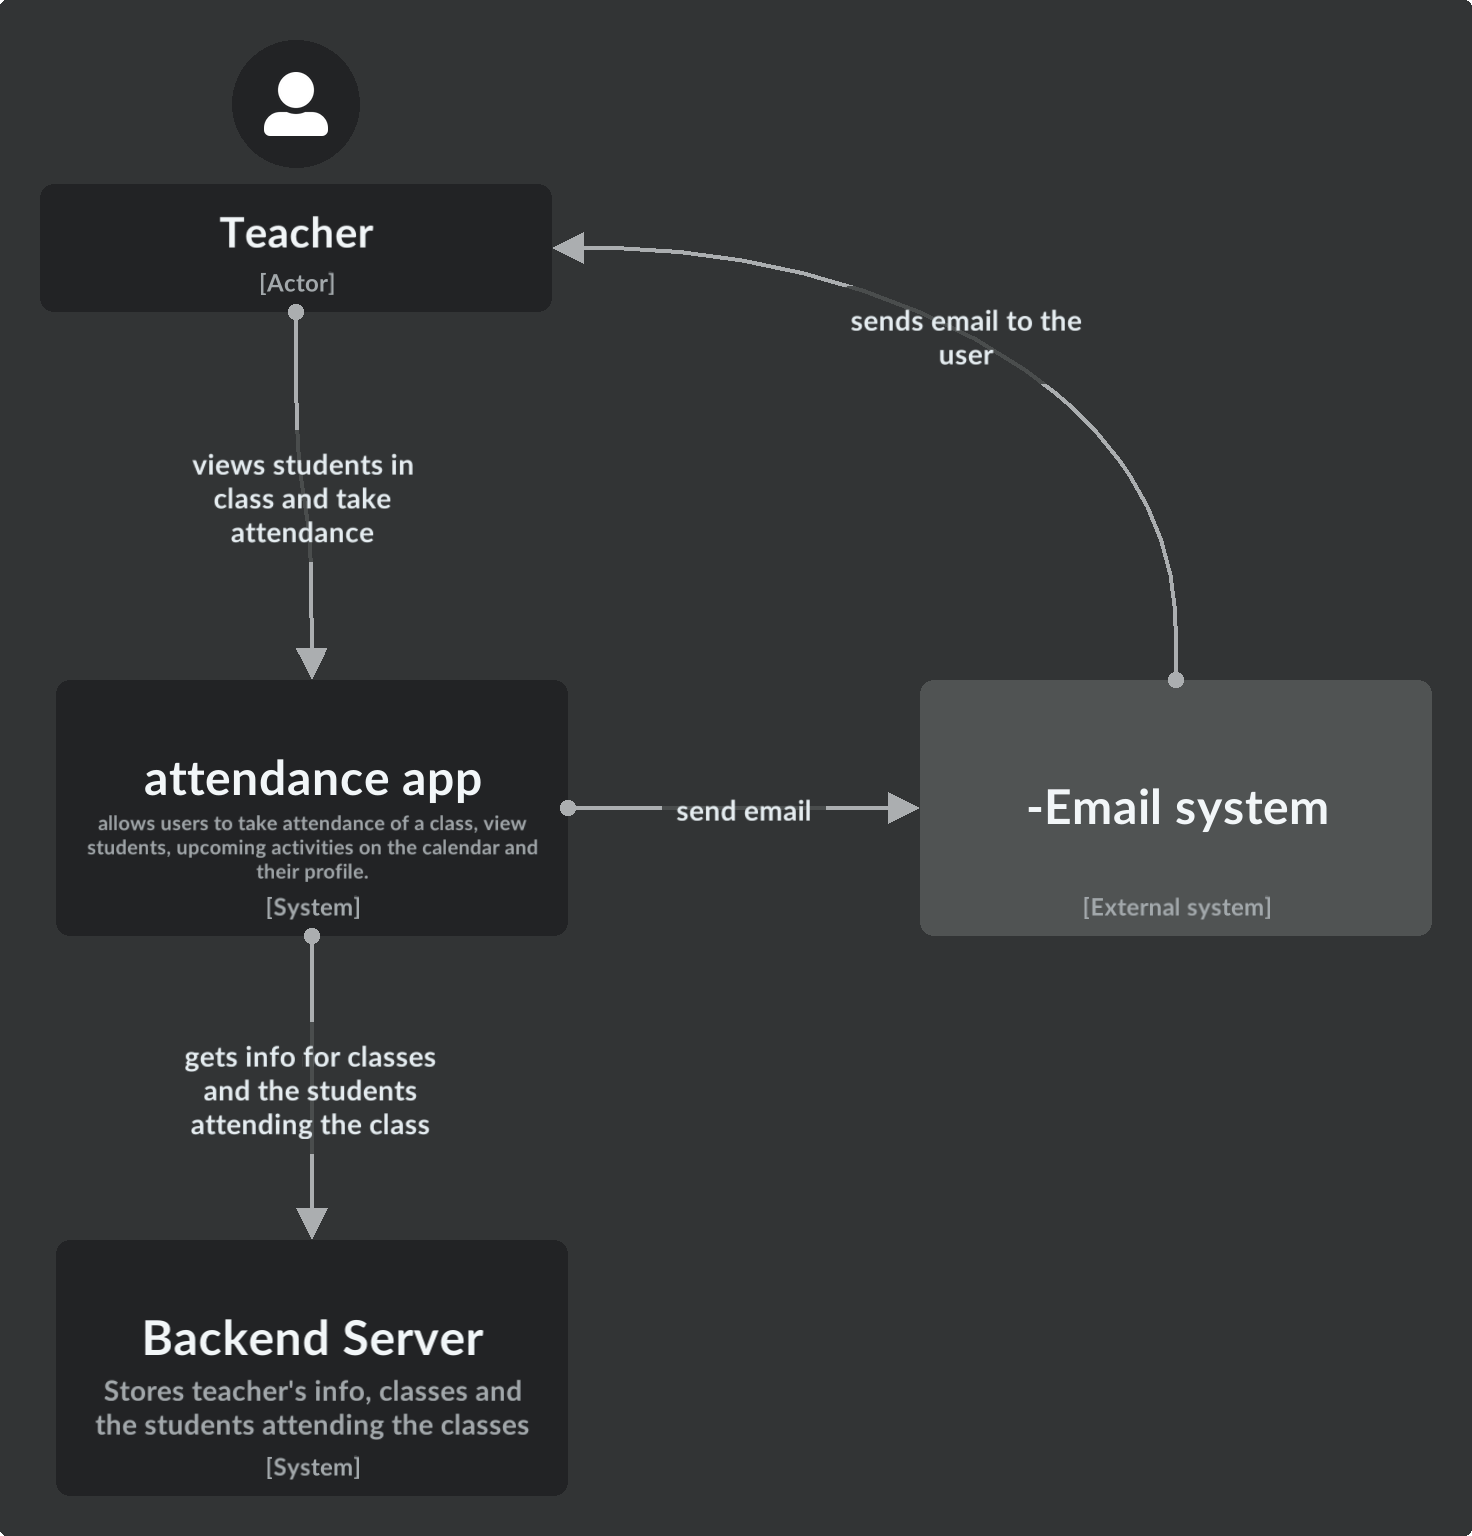 Teacher
[Actor]
sends email to the
user
views students in
class and take
attendance
attendance app
allows users to take attendance of a class, view
students, upcoming activities on the calendar and
their profile.
[System]
send email
-Email system
[External system]
gets info for classes
and the students
attending the class
Backend Server
Stores teacher's info, classes and
the students attending the classes
[System]